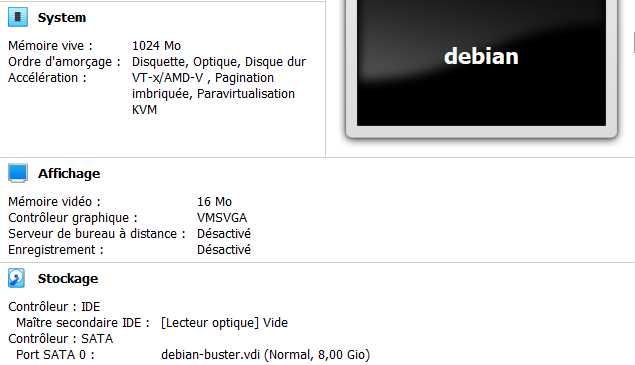 System
Mémoire vive : 1024 Mo
Ordre d'amorçage : Disquette, Optique, Disque dur
Accélération : VT-x/AMD-V , Pagination
imbriquée, Paravirtualisation
KVM
debian
Affichage
Mémoire vidéo : 16 Mo
Contrôleur graphique : VMSVGA
Serveur de bureau à distance : Désactivé
Enregistrement : Désactivé
Stockage
Contrôleur : IDE
Maître secondaire IDE : [Lecteur optique] Vide
Contrôleur : SATA
Port SATA 0 : debian-buster.vdi (Normal, 8,00 Gio)